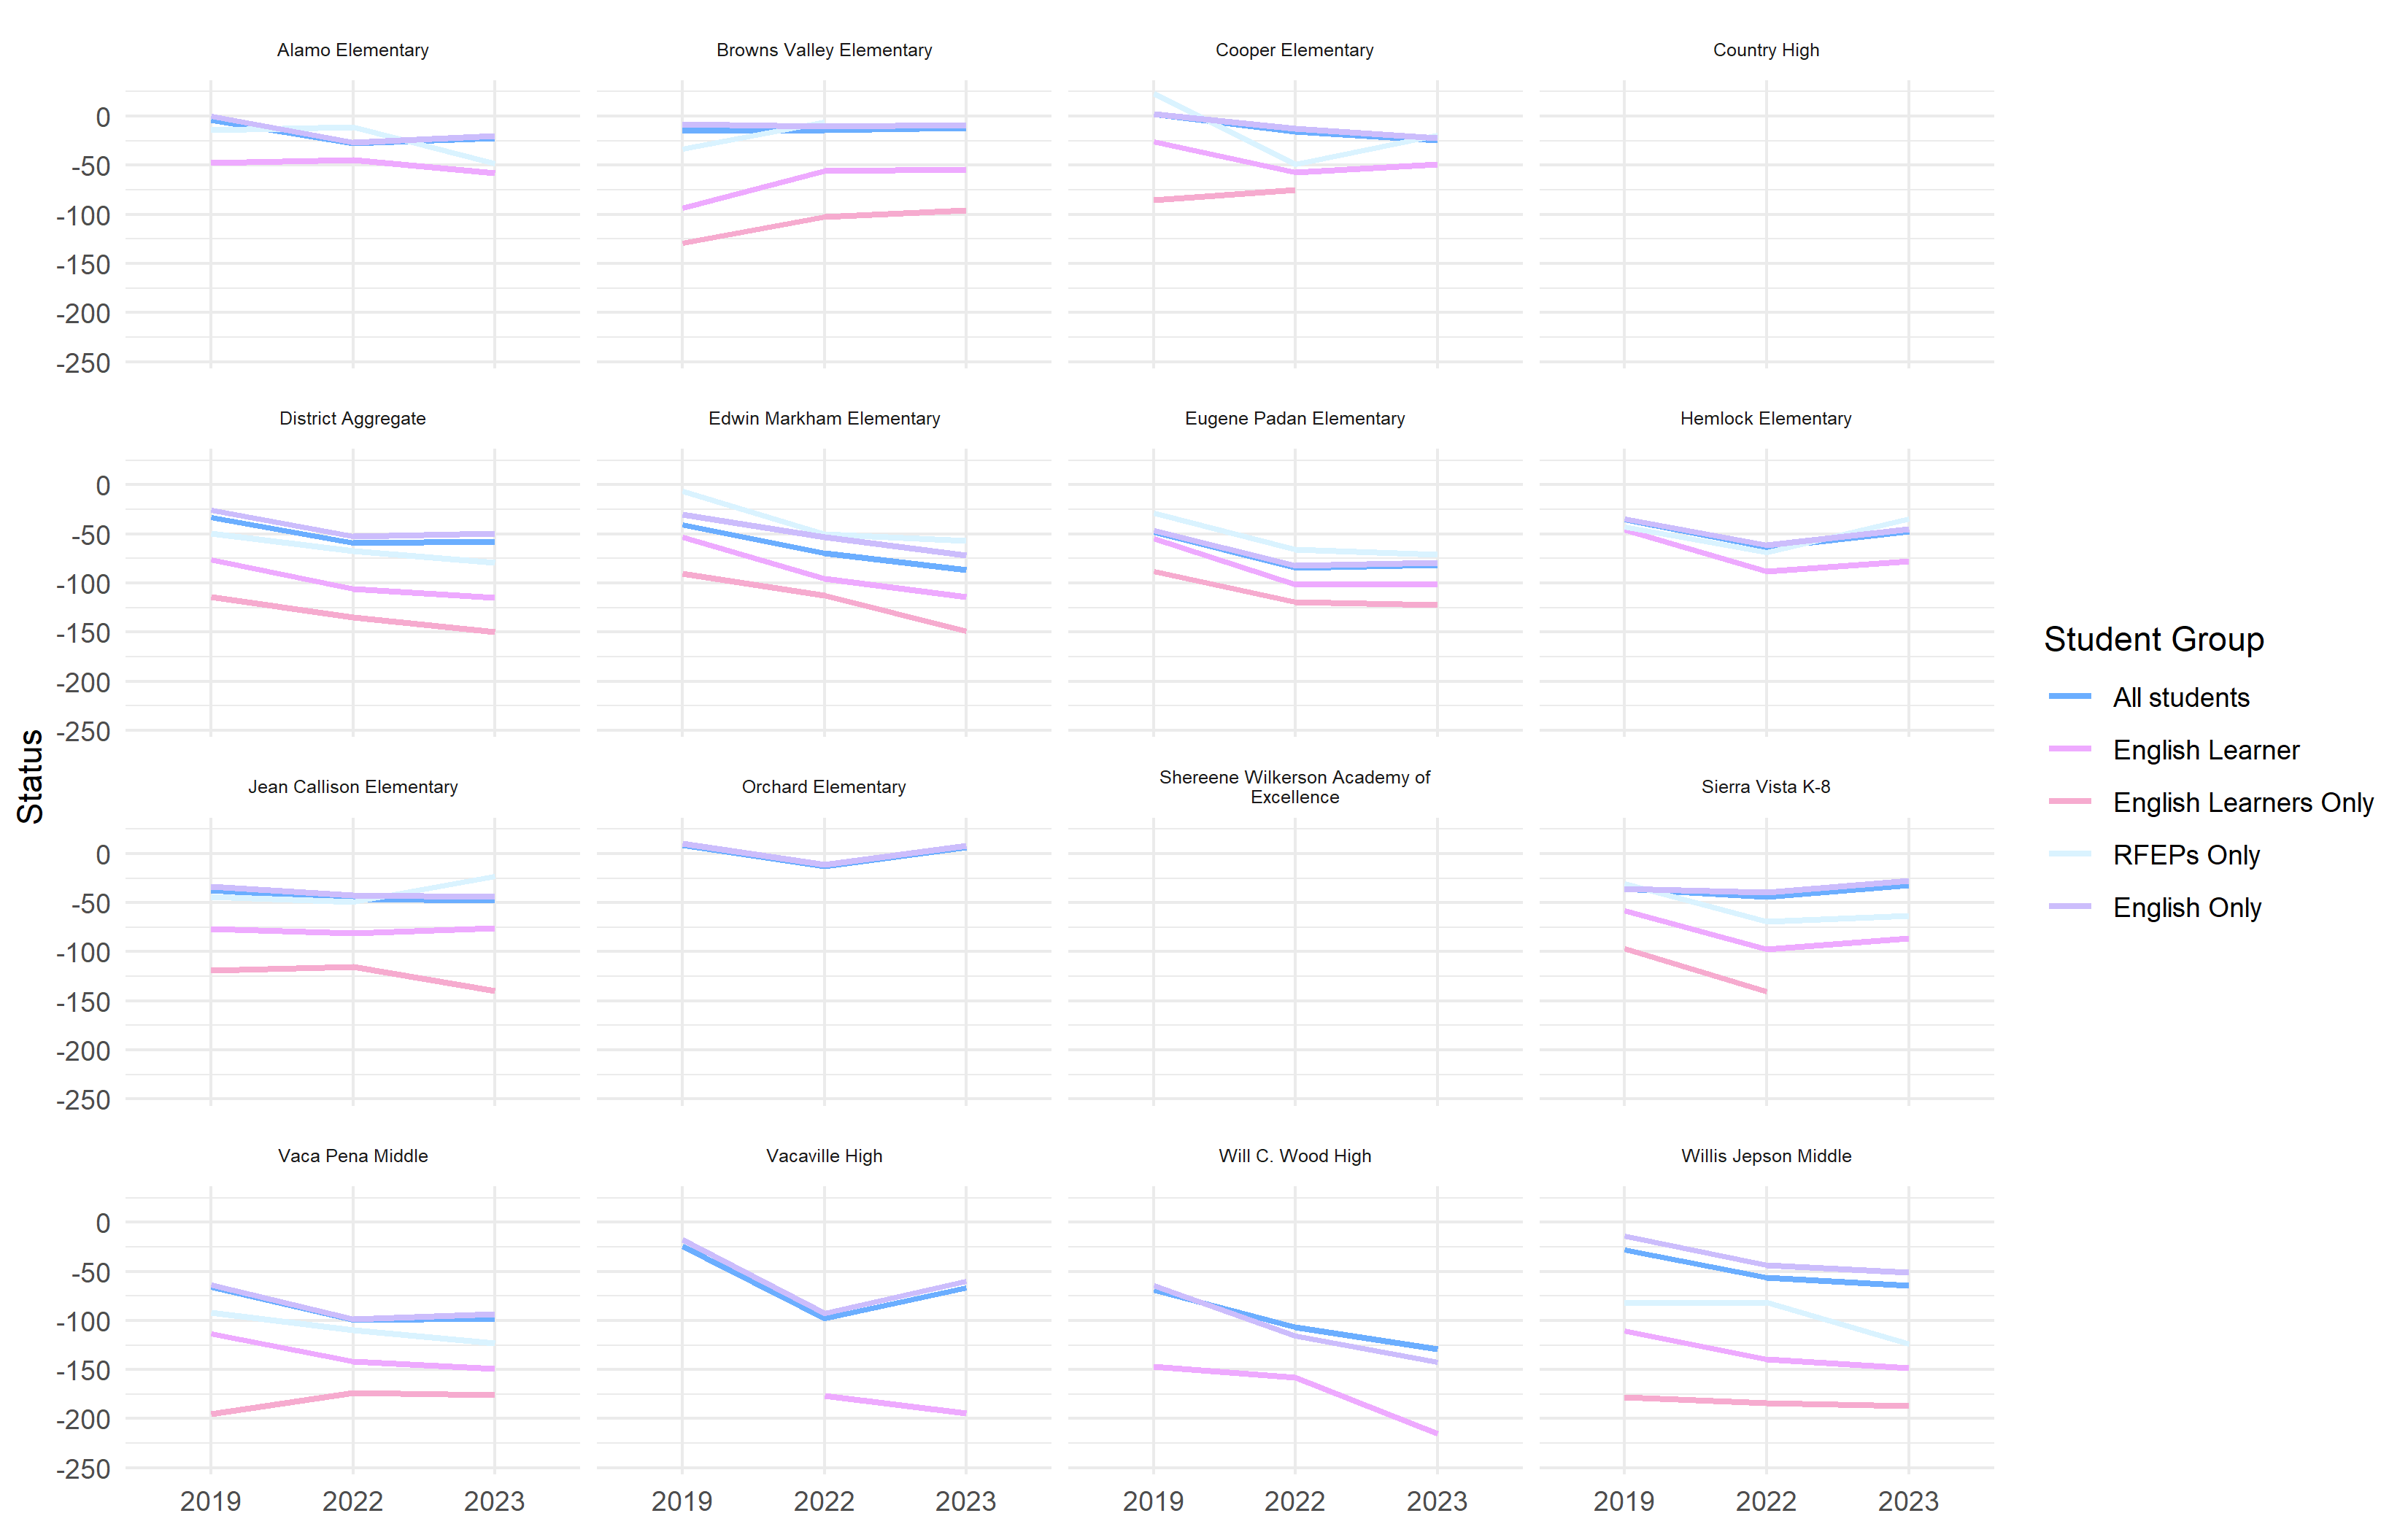 Alamo Elementary
Browns Valley Elementary
Cooper Elementary
Country High
0
-50
-100
-150
-200
-250
District Aggregate
Edwin Markham Elementary
Eugene Padan Elementary
Hemlock Elementary
0
-50
-100
-150
-200
-250
Jean Callison Elementary
Orchard Elementary
Shereene Wilkerson Academy of
Excellence
Sierra Vista K-8
0
-50
-100
-150
-200
-250
Vaca Pena Middle
Vacaville High
Will C. Wood High
Willis Jepson Middle
0
-50
-100
-150
-200
-250
2019 2022 2023
2019 2022 2023
2019 2022 2023
2019 2022 2023
Status
Student Group
All students
English Learner
English Learners Only
RFEPs Only
English Only